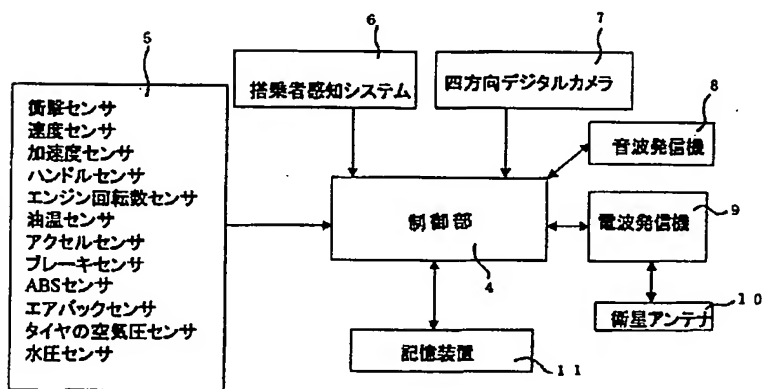 5
衝撃センサ
速度センサ
加速度センサ
ハンドルセンサ
エンジン回転数センサ
油温センサ
アクセルセンサ
ブレーキセンサ
ABSセンサ
エアバックセンサ
タイヤの空気圧センサ
水圧センサ
6
搭乗者感知システム
7
四方向デジタルカメラ
8
音波発信機
制御部
4
9
電波発信機
10
衛星アンテナ
記憶装置
11